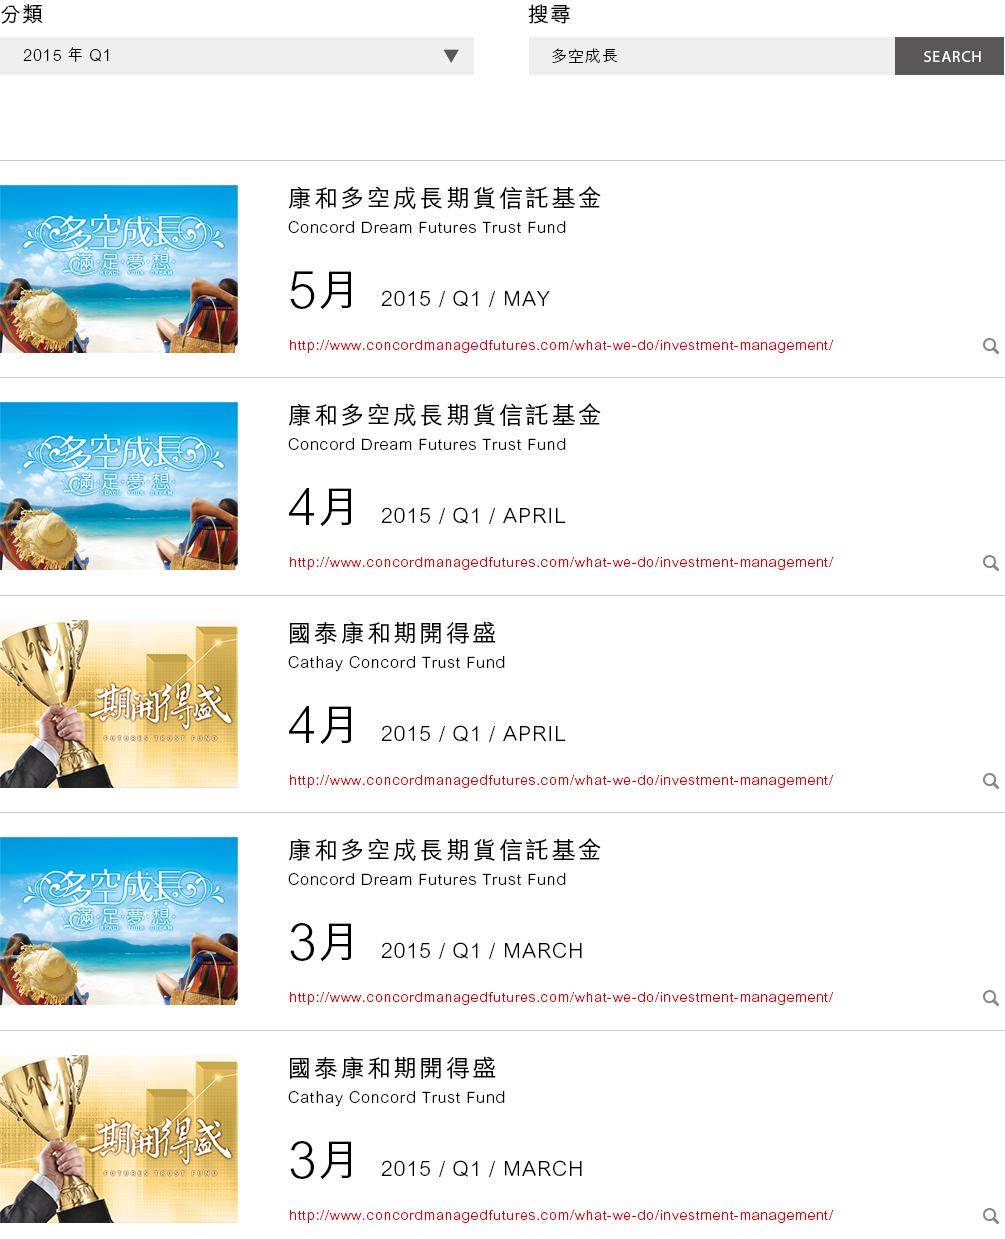 分類
搜尋
2015 年 Q1
多空成長
SEARCH
多空成長
滿·足·夢·想
REACH YOUR DREAM
康和多空成長期貨信託基金
Concord Dream Futures Trust Fund
5月 2015 / Q1 / MAY
http://www.concordmanagedfutures.com/what-we-do/investment-management/
多空成長
滿·足·夢·想
REACH YOUR DREAM
康和多空成長期貨信託基金
Concord Dream Futures Trust Fund
4月 2015 / Q1 / APRIL
http://www.concordmanagedfutures.com/what-we-do/investment-management/
期開得盛
FUTURES TRUST FUND
國泰康和期開得盛
Cathay Concord Trust Fund
4月 2015 / Q1 / APRIL
http://www.concordmanagedfutures.com/what-we-do/investment-management/
多空成長
滿·足·夢·想
REACH YOUR DREAM
康和多空成長期貨信託基金
Concord Dream Futures Trust Fund
3月 2015 / Q1 / MARCH
http://www.concordmanagedfutures.com/what-we-do/investment-management/
期開得盛
FUTURES TRUST FUND
國泰康和期開得盛
Cathay Concord Trust Fund
3月 2015 / Q1 / MARCH
http://www.concordmanagedfutures.com/what-we-do/investment-management/